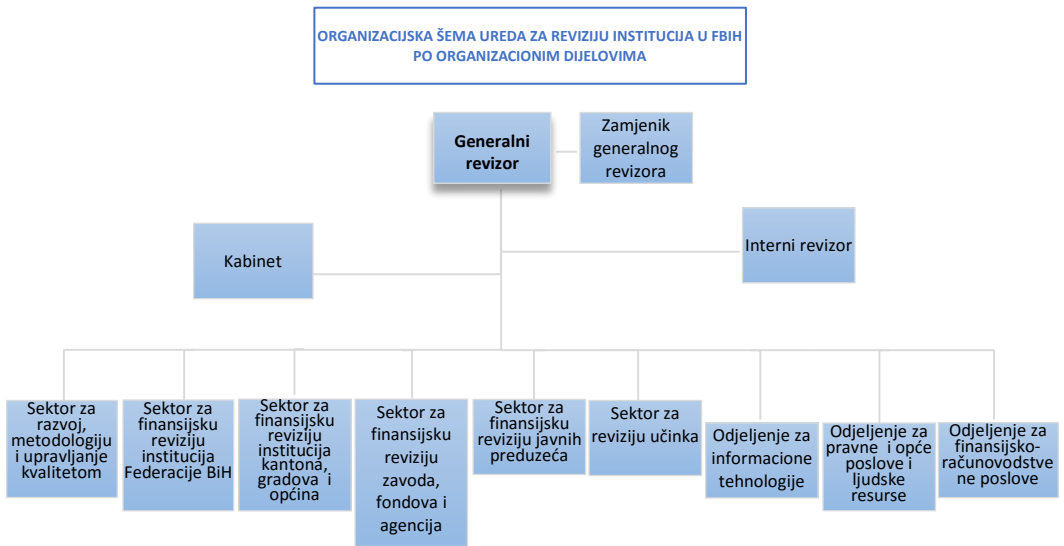 ORGANIZACIJSKA ŠEMA UREDA ZA REVIZIJU INSTITUCIJA U FBIH
PO ORGANIZACIONIM DIJELOVIMA
Generalni
revizor
Zamjenik
generalnog
revizora
Kabinet
Interni revizor
Sektor za
razvoj,
metodologiju
i upravljanje
kvalitetom
Sektor za
finansijsku
reviziju
institucija
Federacije BiH
Sektor za
finansijsku
reviziju
institucija
kantona,
gradova i
općina
Sektor za
finansijsku
reviziju
zavoda,
fondova i
agencija
Sektor za
finansijsku
reviziju javnih
preduzeća
Sektor za
reviziju učinka
Odjeljenje za
informacione
tehnologije
Odjeljenje za
pravne i opće
poslove i
ljudske
resurse
Odjeljenje za
finansijsko-
računovodstve
ne poslove